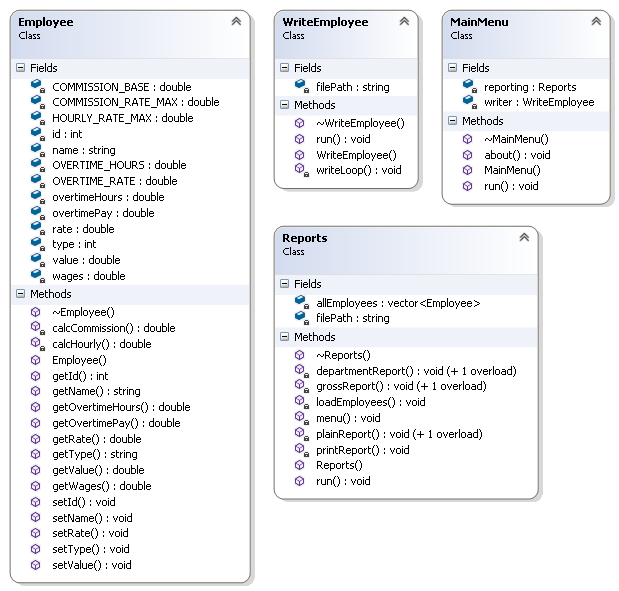 Employee
Class
Fields
COMMISSION_BASE : double
COMMISSION_RATE_MAX : double
HOURLY_RATE_MAX : double
id : int
name : string
OVERTIME_HOURS : double
OVERTIME_RATE : double
overtimeHours : double
overtimePay : double
rate : double
type : int
value : double
wages : double
Methods
~Employee()
calcCommission() : double
calcHourly() : double
Employee()
getId() : int
getName() : string
getOvertimeHours() : double
getOvertimePay() : double
getRate() : double
getType() : string
getValue() : double
getWages() : double
setId() : void
setName() : void
setRate() : void
setType() : void
setValue() : void
WriteEmployee
Class
Fields
filePath : string
Methods
~WriteEmployee()
run() : void
WriteEmployee()
writeLoop() : void
MainMenu
Class
Fields
reporting : Reports
writer : WriteEmployee
Methods
~MainMenu()
about() : void
MainMenu()
run() : void
Reports
Class
Fields
allEmployees : vector<Employee>
filePath : string
Methods
~Reports()
departmentReport() : void (+ 1 overload)
grossReport() : void (+ 1 overload)
loadEmployees() : void
menu() : void
plainReport() : void (+ 1 overload)
printReport() : void
Reports()
run() : void